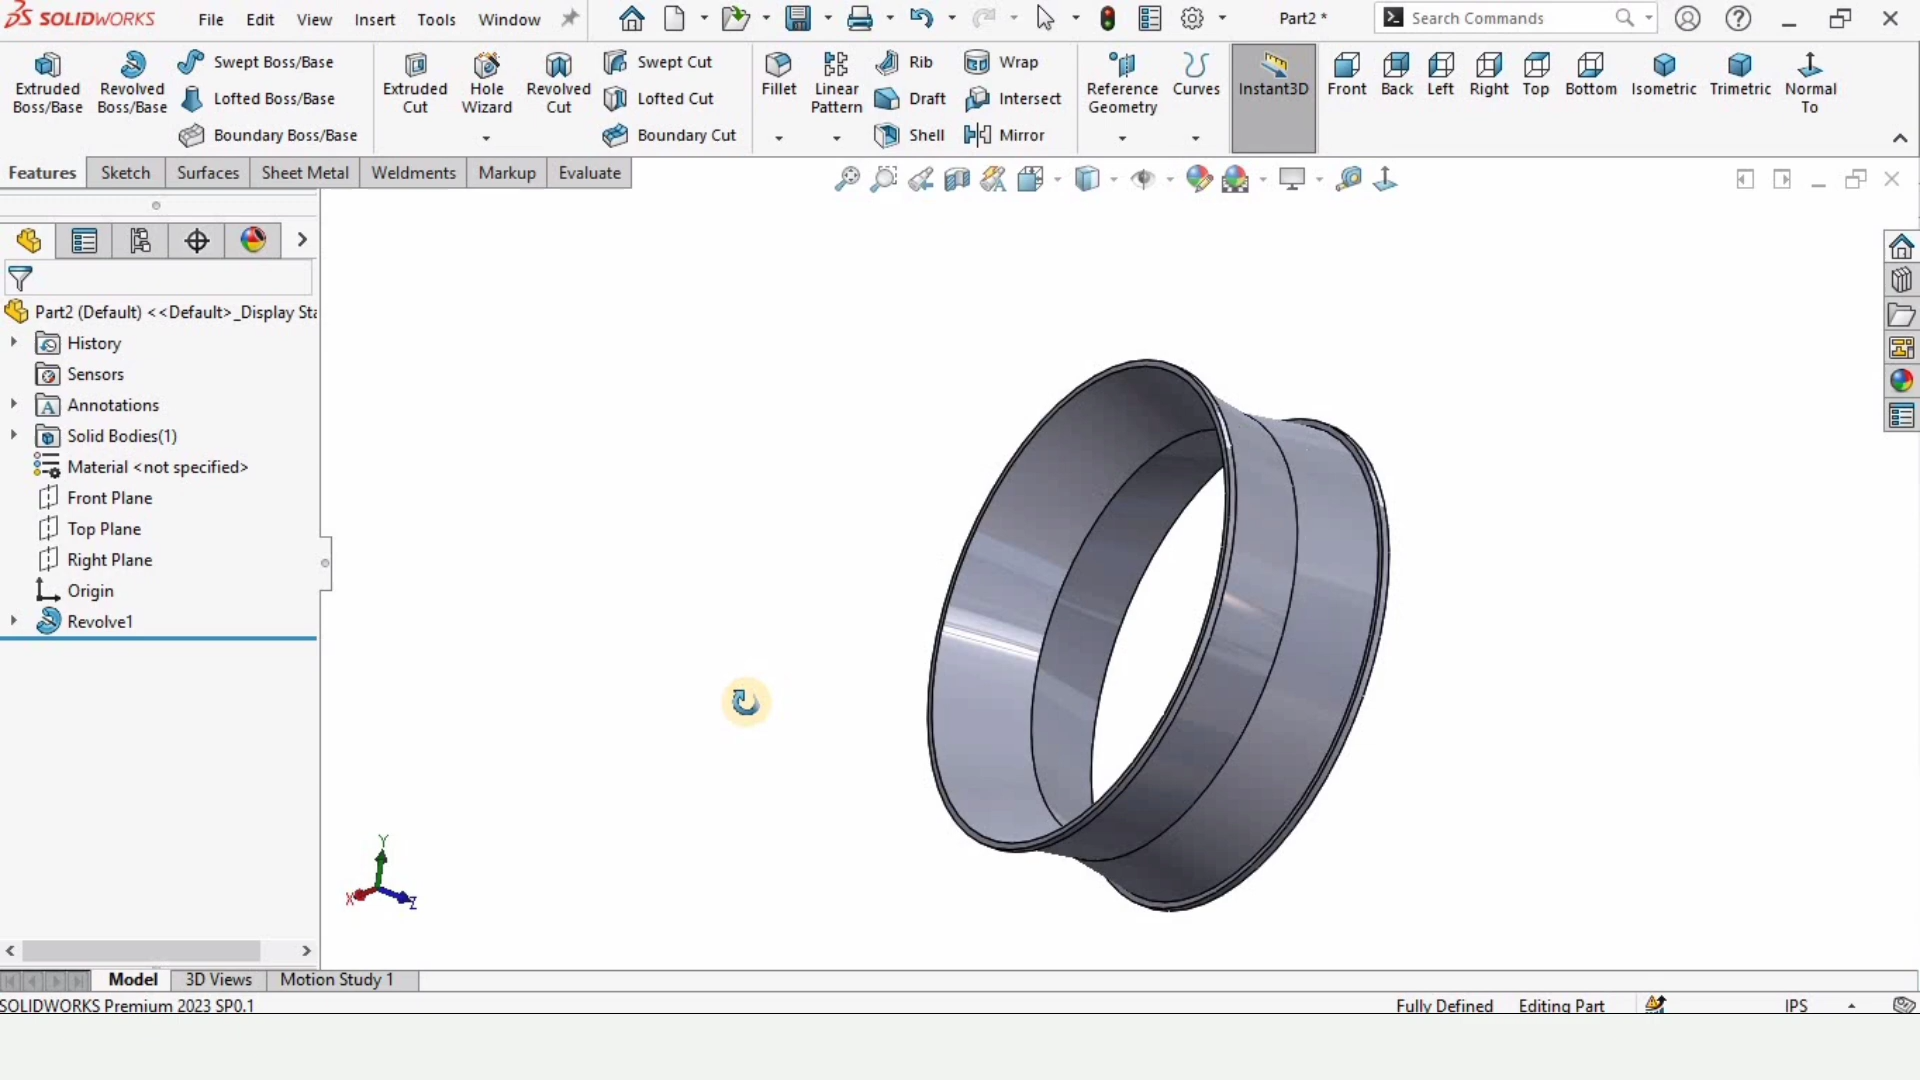 SOLIDWORKS File Edit View Insert Tools Window Part2 * Search Commands
Extruded Boss/Base
Revolved Boss/Base
Swept Boss/Base
Lofted Boss/Base
Boundary Boss/Base
Extruded Cut
Hole Wizard
Revolved Cut
Swept Cut
Lofted Cut
Boundary Cut
Fillet
Linear Pattern
Rib
Draft
Shell
Wrap
Intersect
Mirror
Reference Geometry
Curves
Instant3D
Front
Back
Left
Right
Top
Bottom
Isometric
Trimetric
Normal To
Features Sketch Surfaces Sheet Metal Weldments Markup Evaluate
Part2 (Default) <<Default>_Display Sta
History
Sensors
Annotations
Solid Bodies(1)
Material <not specified>
Front Plane
Top Plane
Right Plane
Origin
Revolve1
Y
X
Z
Model 3D Views Motion Study 1
SOLIDWORKS Premium 2023 SP0.1 Fully Defined Editing Part IPS